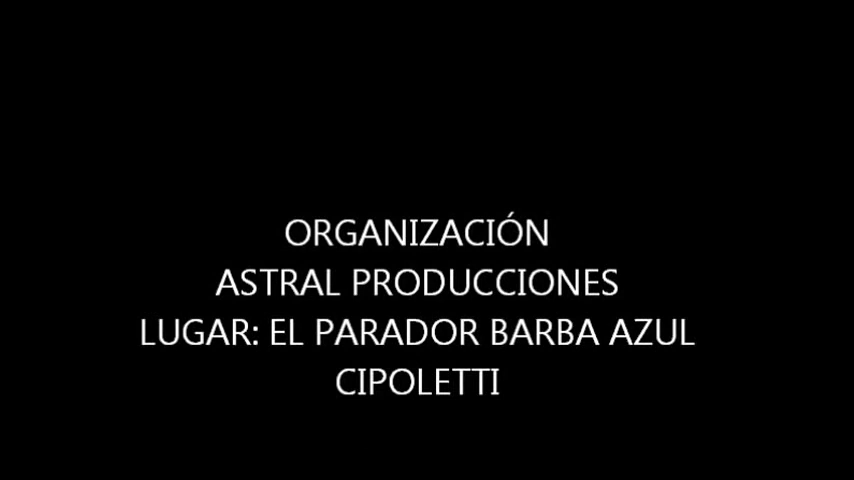 ORGANIZACIÓN
ASTRAL PRODUCCIONES
LUGAR: EL PARADOR BARBA AZUL
CIPOLETTI